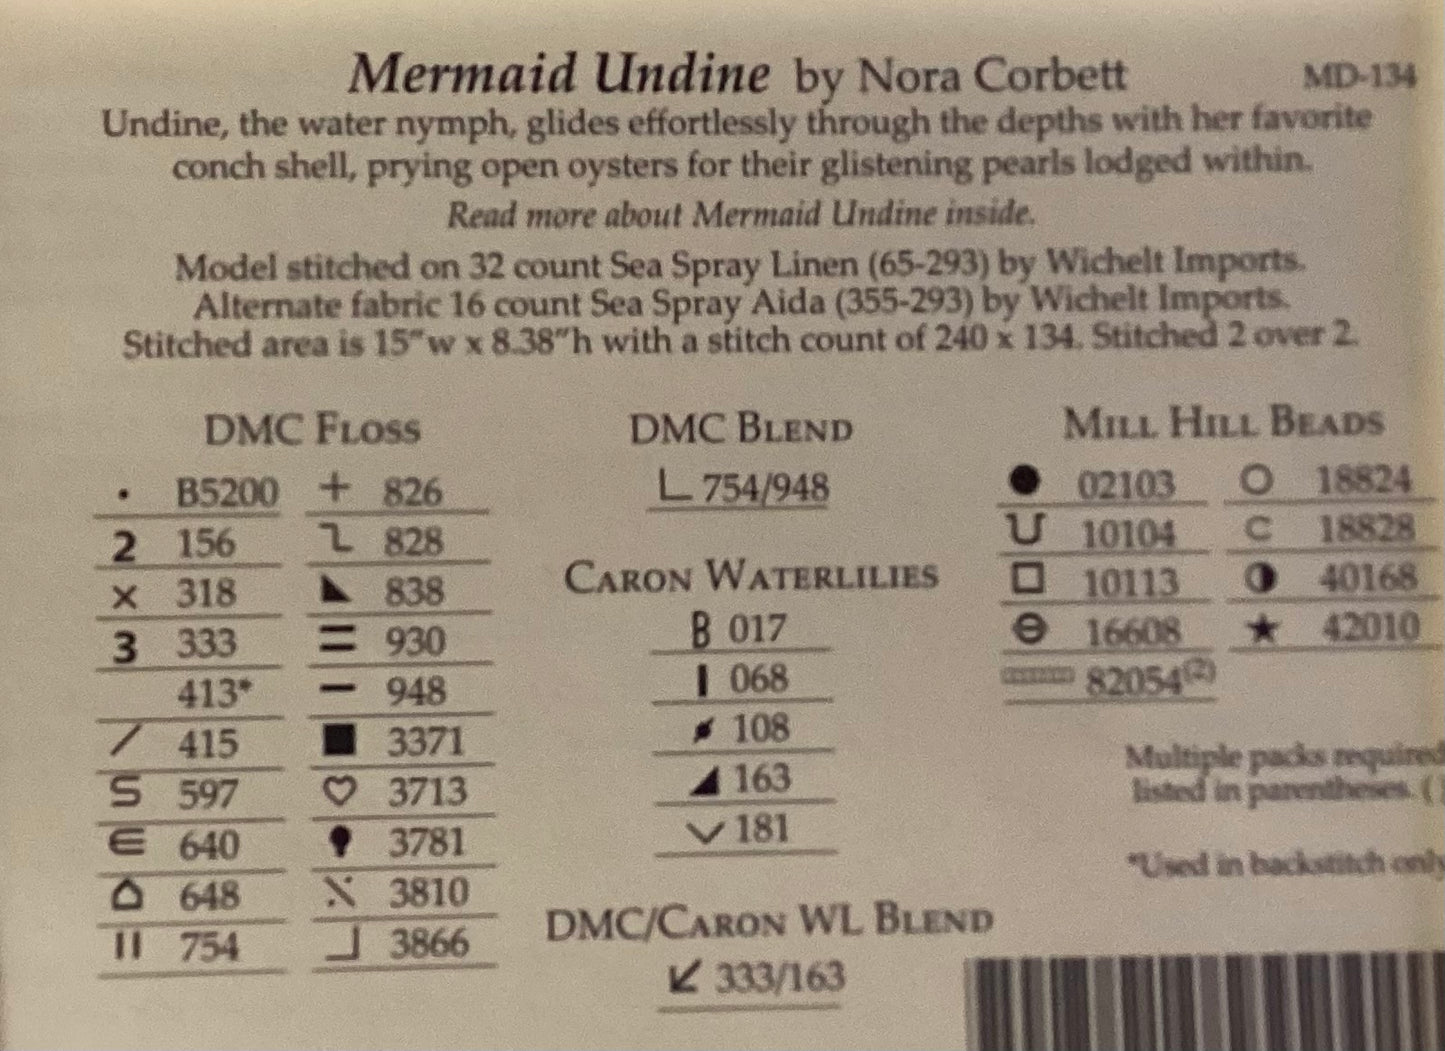 Mermaid Undine by Nora Corbett MD-134
Undine, the water nymph, glides effortlessly through the depths with her favorite
conch shell, prying open oysters for their glistening pearls lodged within.
Read more about Mermaid Undine inside.
Model stitched on 32 count Sea Spray Linen (65-293) by Wichelt Imports.
Alternate fabric 16 count Sea Spray Aida (355-293) by Wichelt Imports.
Stitched area is 15"w x 8.38"h with a stitch count of 240 x 134. Stitched 2 over 2.
DMC FLOSS
• B5200
2 156
x 318
3 333
413*
/ 415
S 597
∈ 640
⌂ 648
II 754
+ 826
828
◣ 838
= 930
– 948
■ 3371
♡ 3713
3781
⋅\⋅ 3810
┘ 3866
DMC BLEND
L 754/948
CARON WATERLILIES
B 017
I 068
108
◢ 163
∨ 181
DMC/CARON WL BLEND
↙ 333/163
MILL HILL BEADS
● 02103
U 10104
□ 10113
⊖ 16608
82054(2)
○ 18824
C 18828
◑ 40168
★ 42010
Multiple packs required
listed in parentheses. ( )
*Used in backstitch only